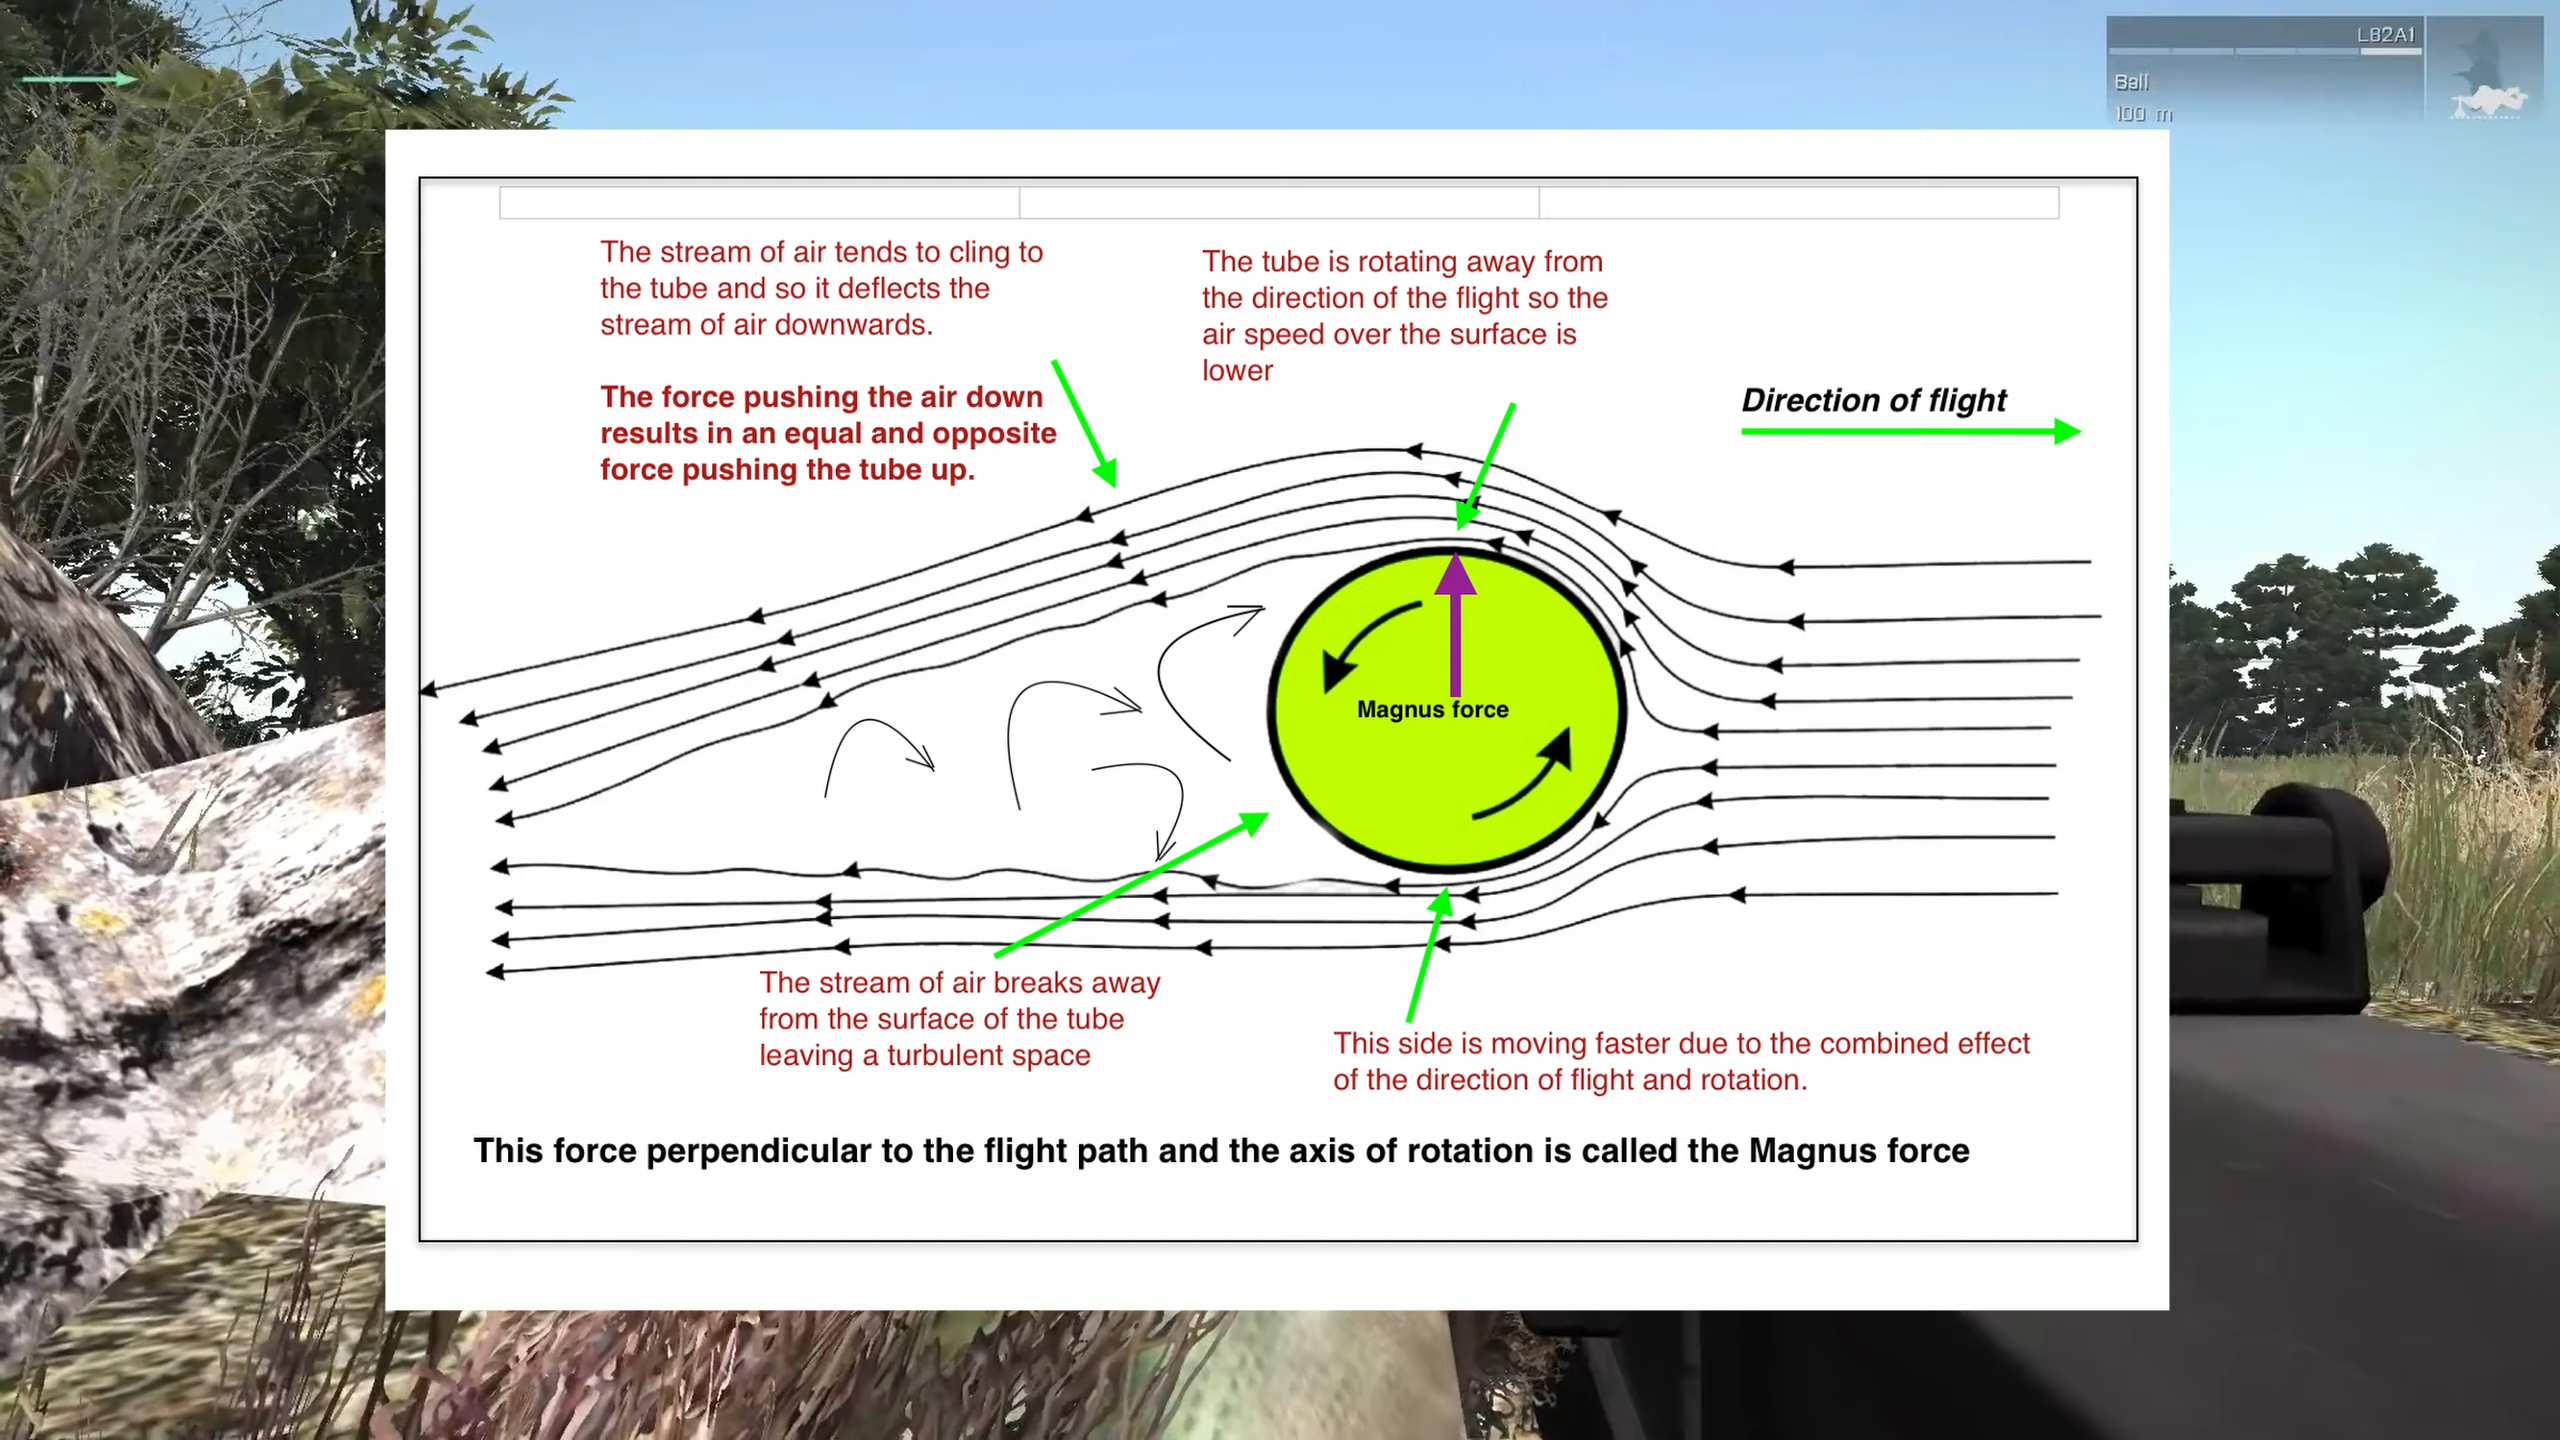 L82A1
Ball
100 m
The stream of air tends to cling to
the tube and so it deflects the
stream of air downwards.
The force pushing the air down
results in an equal and opposite
force pushing the tube up.
The tube is rotating away from
the direction of the flight so the
air speed over the surface is
lower
Direction of flight
Magnus force
The stream of air breaks away
from the surface of the tube
leaving a turbulent space
This side is moving faster due to the combined effect
of the direction of flight and rotation.
This force perpendicular to the flight path and the axis of rotation is called the Magnus force